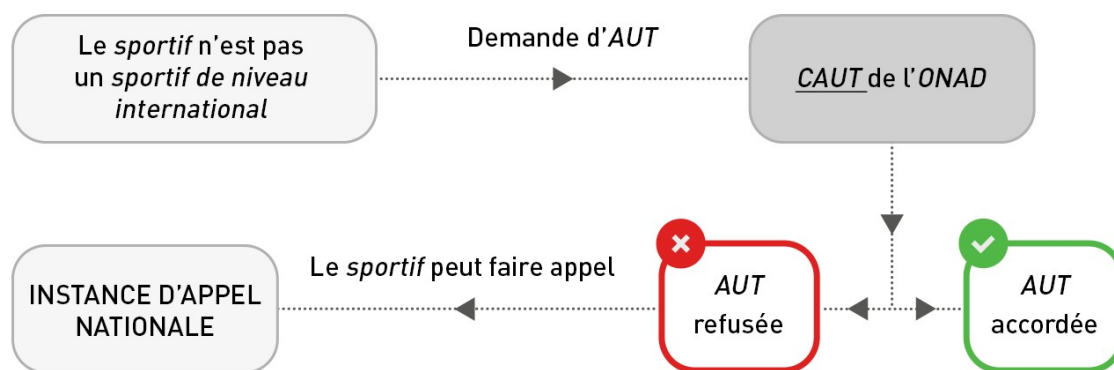 Le sportif n’est pas
un sportif de niveau
international
Demande d’AUT
CAUT de l’ONAD
INSTANCE D’APPEL
NATIONALE
Le sportif peut faire appel
AUT
refusée
AUT
accordée